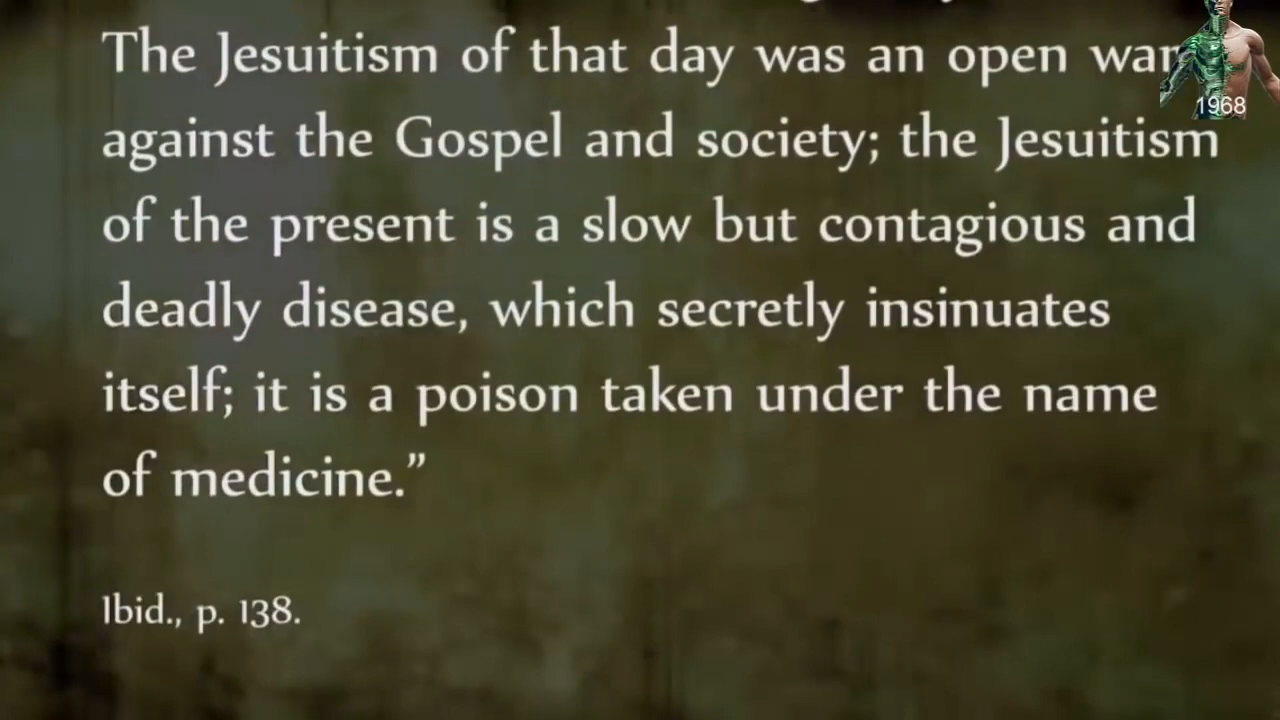 The Jesuitism of that day was an open war
against the Gospel and society; the Jesuitism
of the present is a slow but contagious and
deadly disease, which secretly insinuates
itself; it is a poison taken under the name
of medicine.”
Ibid., p. 138.
1968